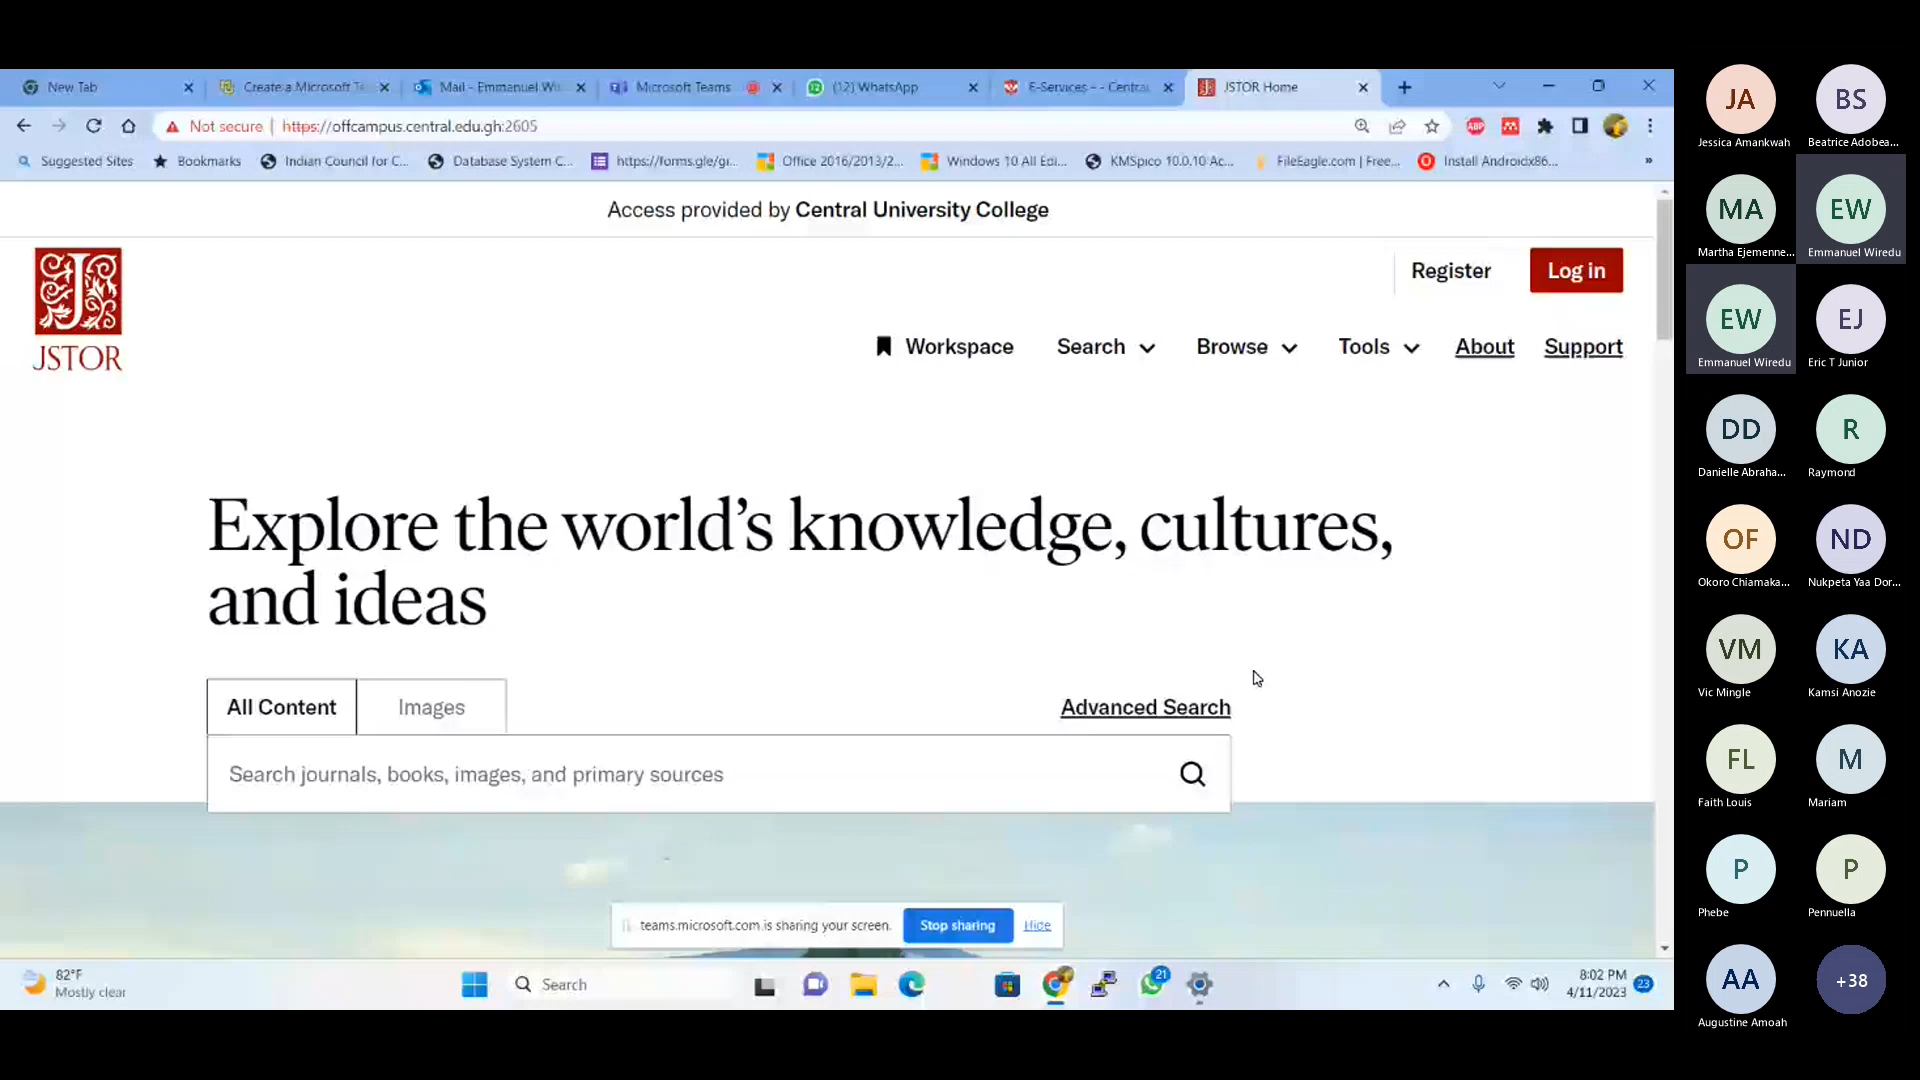 New Tab
Create a Microsoft Te
Mail - Emmanuel Wi
Microsoft Teams
(12) WhatsApp
E-Services - - Central
JSTOR Home
Not secure
https://offcampus.central.edu.gh:2605
ABP
Suggested Sites
Bookmarks
Indian Council for C...
Database System C...
https://forms.gle/gi...
Office 2016/2013/2...
Windows 10 All Edi...
KMSpico 10.0.10 Ac...
FileEagle.com | Free...
Install Androidx86...
»
Access provided by Central University College
JSTOR
Register
Log in
Workspace
Search
Browse
Tools
About
Support
Explore the world's knowledge, cultures,
and ideas
All Content
Images
Advanced Search
Search journals, books, images, and primary sources
teams.microsoft.com is sharing your screen.
Stop sharing
Hide
82°F
Mostly clear
Search
21
8:02 PM
4/11/2023
23
JA
Jessica Amankwah
BS
Beatrice Adobea...
MA
Martha Ejemenne...
EW
Emmanuel Wiredu
EW
Emmanuel Wiredu
EJ
Eric T Junior
DD
Danielle Abraha...
R
Raymond
OF
Okoro Chiamaka...
ND
Nukpeta Yaa Dor...
VM
Vic Mingle
KA
Kamsi Anozie
FL
Faith Louis
M
Mariam
P
Phebe
P
Pennuella
AA
Augustine Amoah
+38